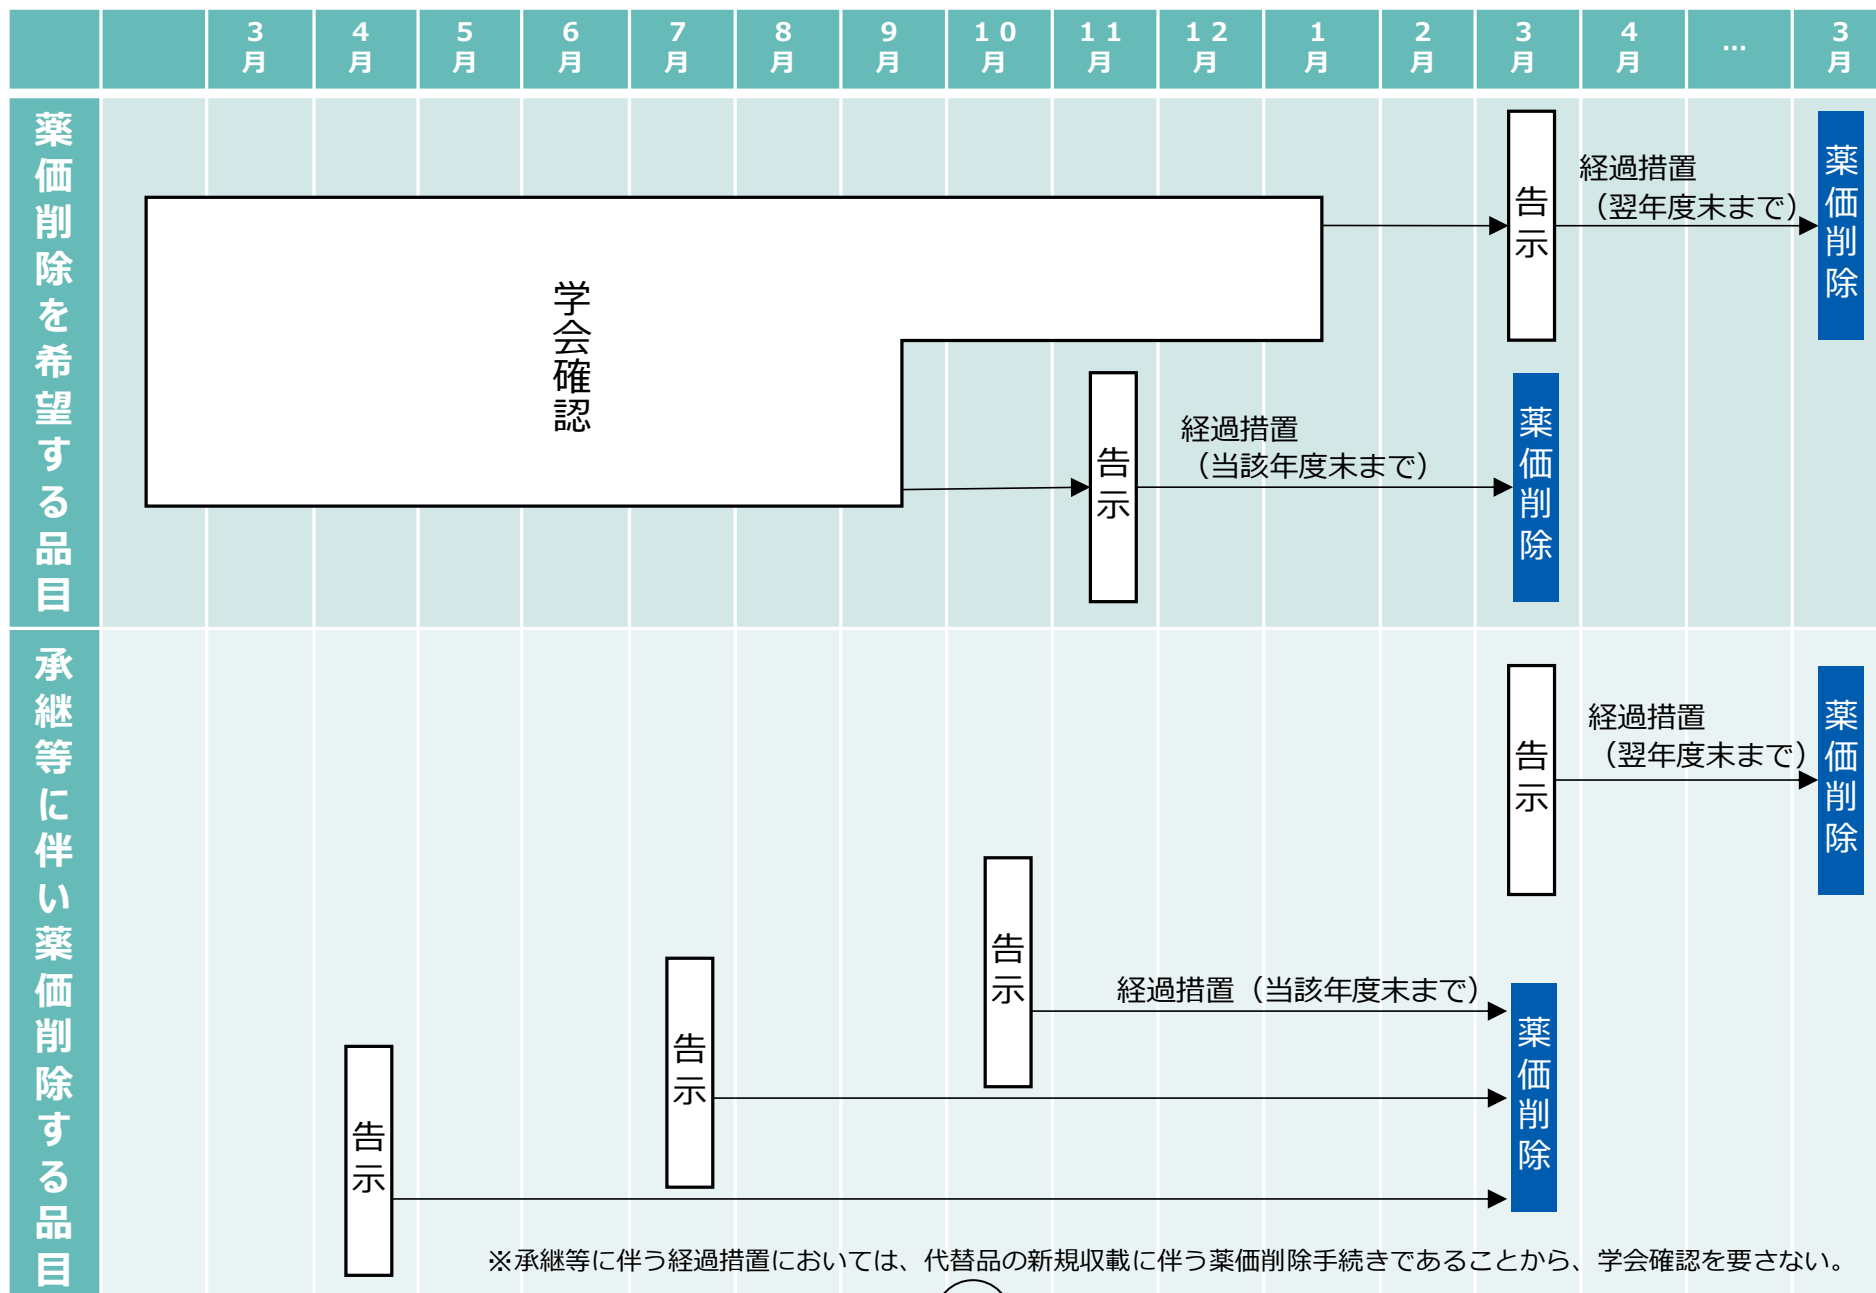 3月 4月 5月 6月 7月 8月 9月 10月 11月 12月 1月 2月 3月 4月 … 3月
薬価削除を希望する品目
学会確認
告示
経過措置
（翌年度末まで）
薬価削除
告示
経過措置
（当該年度末まで）
薬価削除
承継等に伴い薬価削除する品目
告示
経過措置
（翌年度末まで）
薬価削除
告示
経過措置（当該年度末まで）
告示
告示
薬価削除
※承継等に伴う経過措置においては、代替品の新規収載に伴う薬価削除手続きであることから、学会確認を要さない。